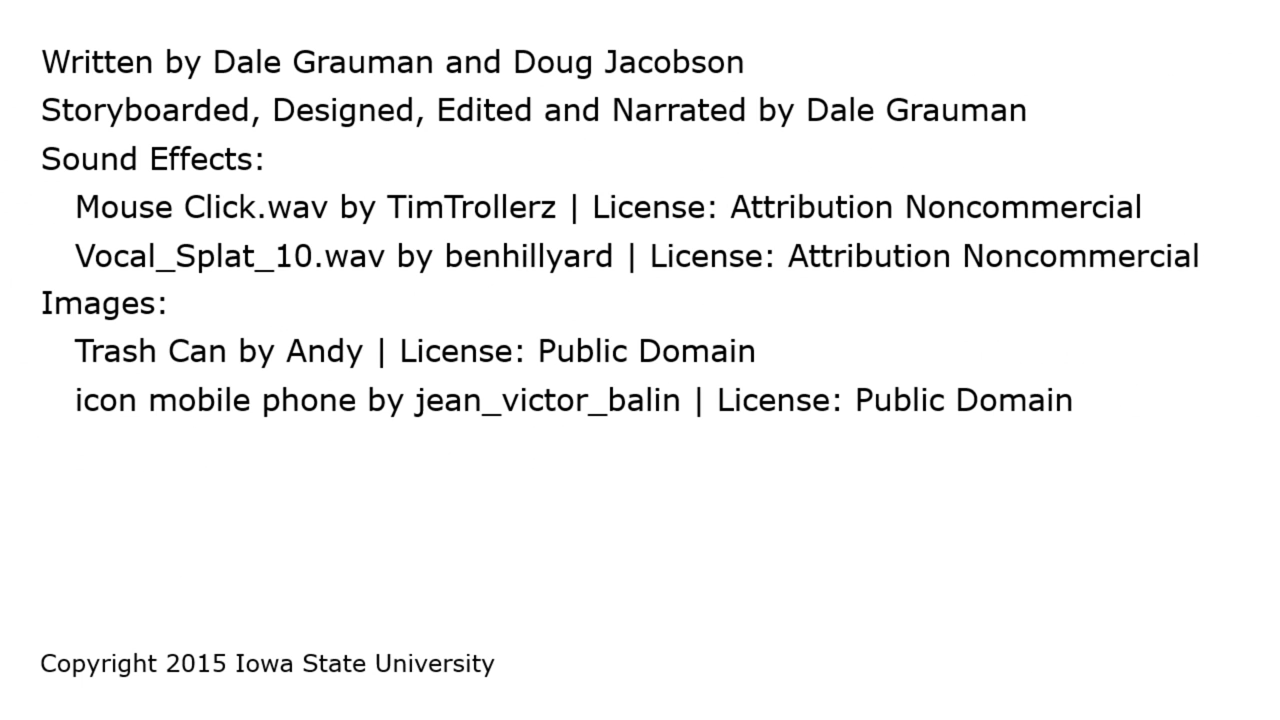 Written by Dale Grauman and Doug Jacobson
Storyboarded, Designed, Edited and Narrated by Dale Grauman
Sound Effects:
Mouse Click.wav by TimTrollerz | License: Attribution Noncommercial
Vocal_Splat_10.wav by benhillyard | License: Attribution Noncommercial
Images:
Trash Can by Andy | License: Public Domain
icon mobile phone by jean_victor_balin | License: Public Domain
Copyright 2015 Iowa State University